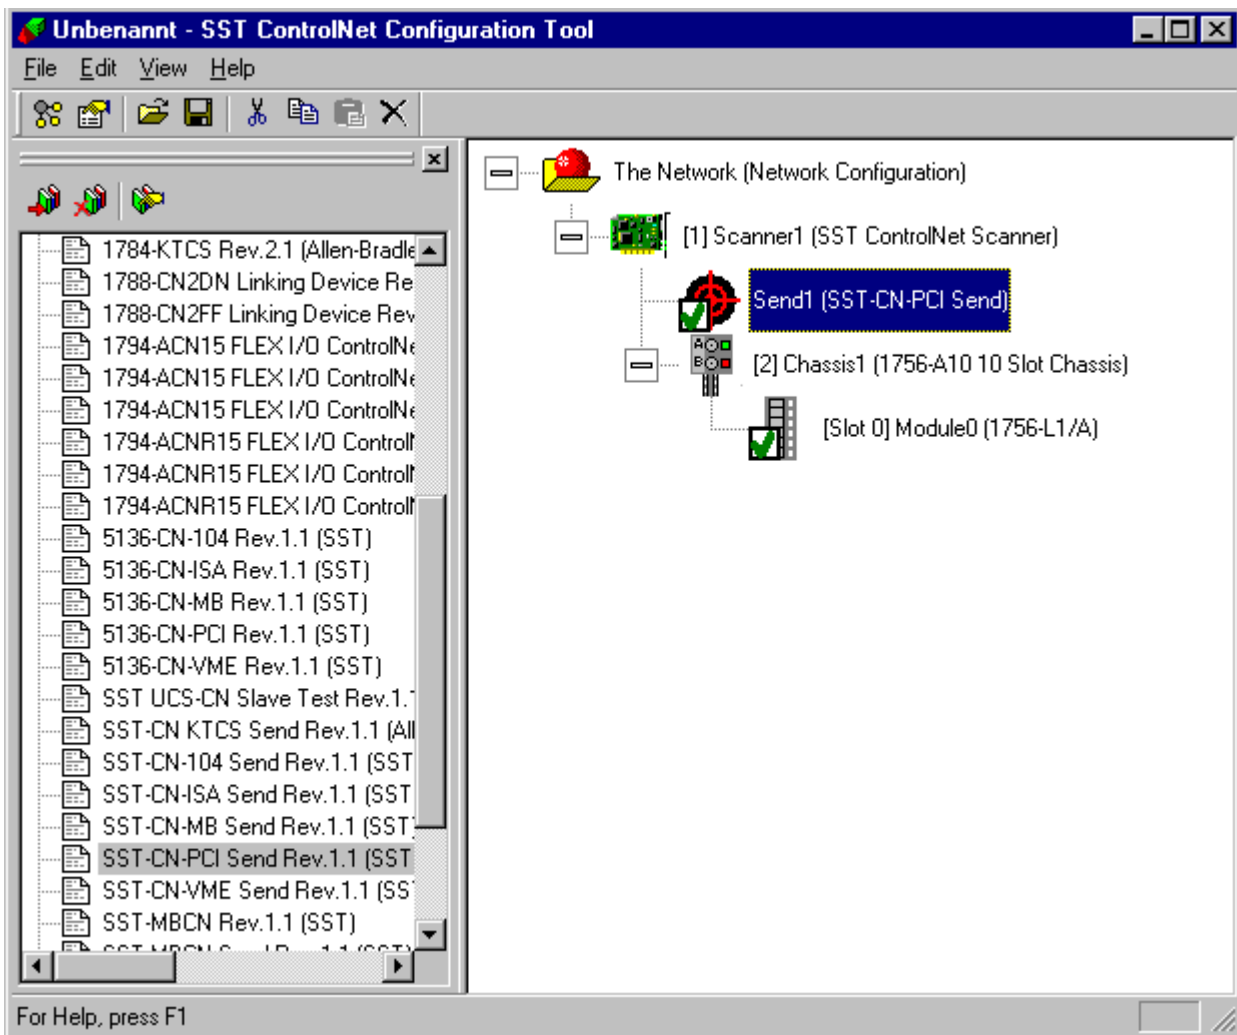 Unbenannt - SST ControlNet Configuration Tool
File Edit View Help
1784-KTCS Rev.2.1 (Allen-Bradle
1788-CN2DN Linking Device Re
1788-CN2FF Linking Device Rev
1794-ACN15 FLEX I/O ControlNe
1794-ACN15 FLEX I/O ControlNe
1794-ACN15 FLEX I/O ControlNe
1794-ACNR15 FLEX I/O Control
1794-ACNR15 FLEX I/O Control
1794-ACNR15 FLEX I/O Control
5136-CN-104 Rev.1.1 (SST)
5136-CN-ISA Rev.1.1 (SST)
5136-CN-MB Rev.1.1 (SST)
5136-CN-PCI Rev.1.1 (SST)
5136-CN-VME Rev.1.1 (SST)
SST UCS-CN Slave Test Rev.1.
SST-CN KTCS Send Rev.1.1 (All
SST-CN-104 Send Rev.1.1 (SST
SST-CN-ISA Send Rev.1.1 (SST
SST-CN-MB Send Rev.1.1 (SST)
SST-CN-PCI Send Rev.1.1 (SST
SST-CN-VME Send Rev.1.1 (SS
SST-MBCN Rev.1.1 (SST)
The Network (Network Configuration)
[1] Scanner1 (SST ControlNet Scanner)
Send1 (SST-CN-PCI Send)
A
B
[2] Chassis1 (1756-A10 10 Slot Chassis)
[Slot 0] Module0 (1756-L1/A)
For Help, press F1